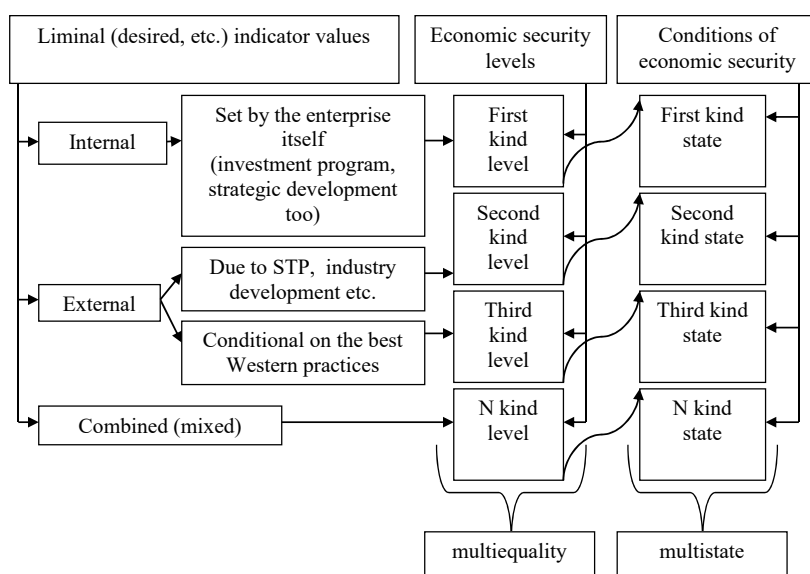 Liminal (desired, etc.) indicator values
Economic security
levels
Conditions of
economic security
Internal
Set by the enterprise
itself
(investment program,
strategic development
too)
First
kind
level
First kind
state
Second
kind
level
Second
kind state
External
Due to STP, industry
development etc.
Conditional on the best
Western practices
Third
kind
level
Third kind
state
Combined (mixed)
N kind
level
N kind
state
multiequality
multistate